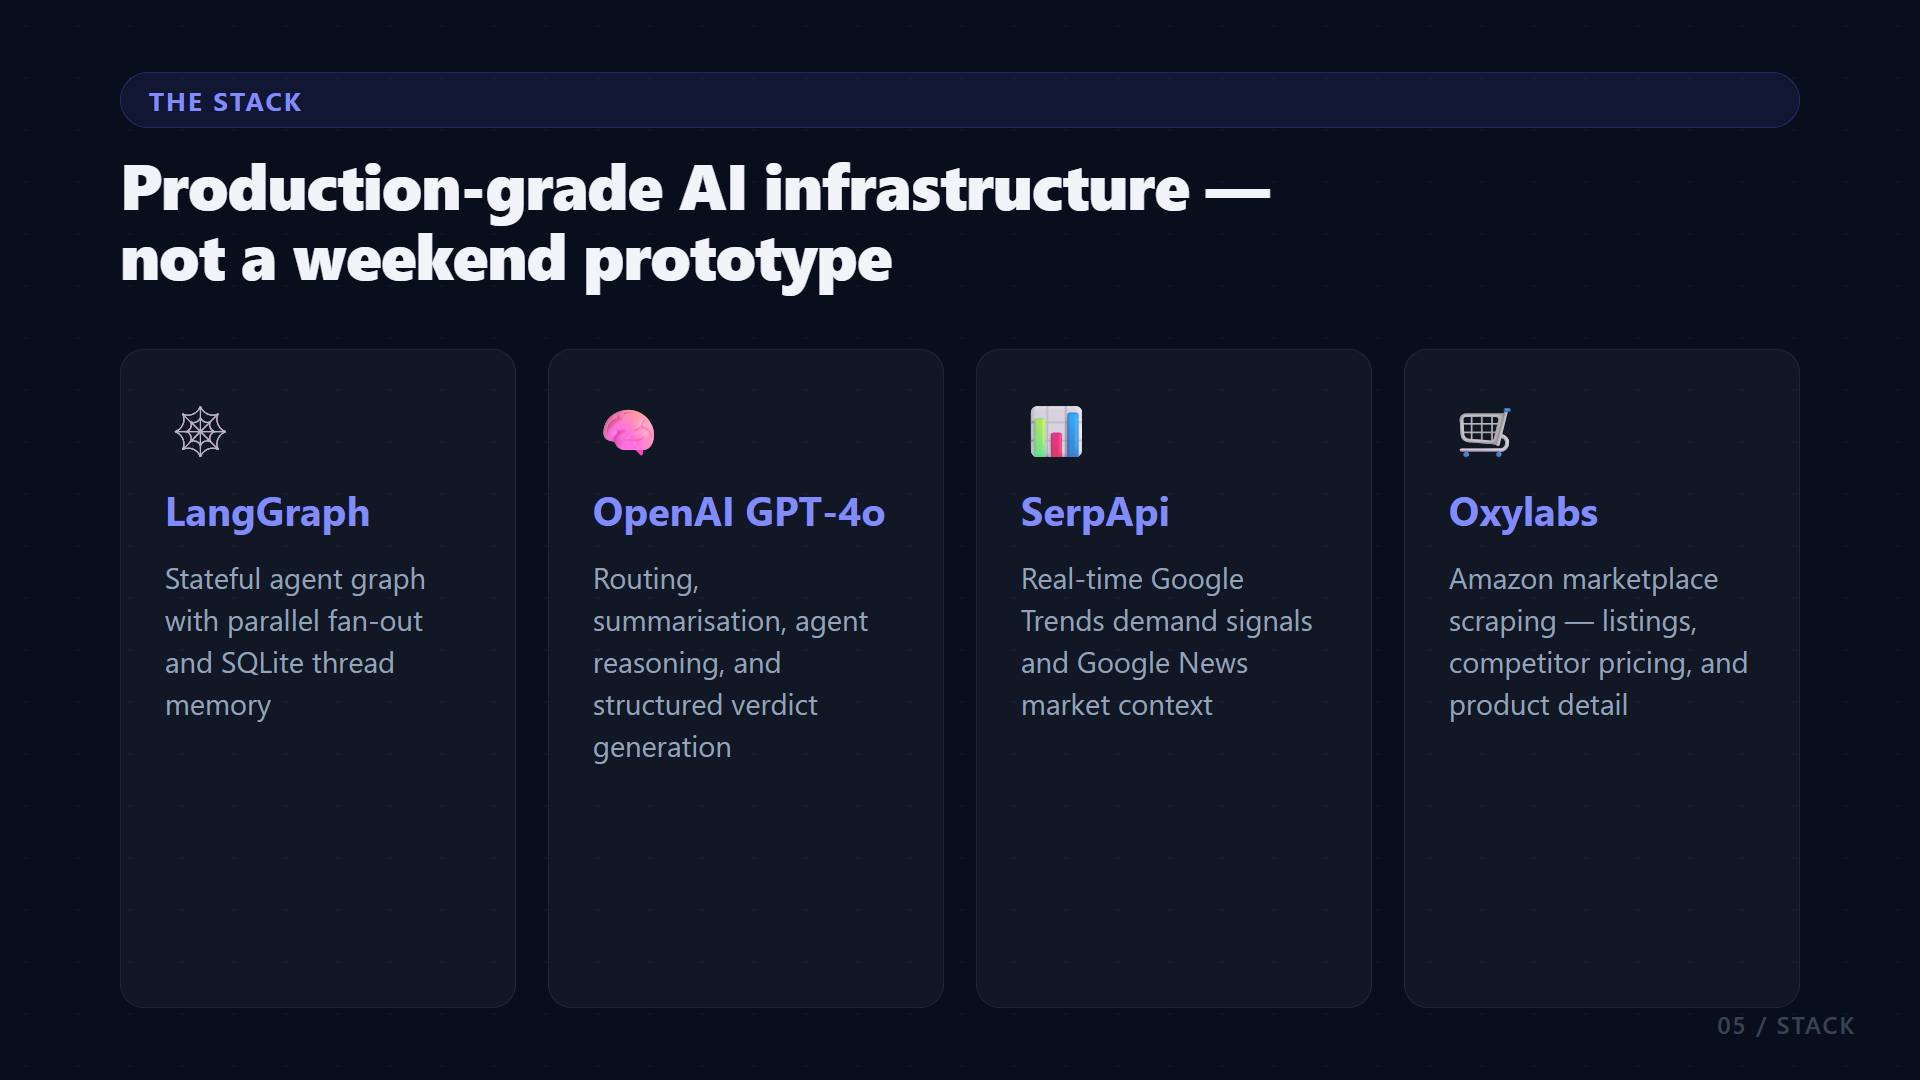 THE STACK
Production-grade AI infrastructure —
not a weekend prototype
LangGraph
Stateful agent graph
with parallel fan-out
and SQLite thread
memory
OpenAI GPT-4o
Routing,
summarisation, agent
reasoning, and
structured verdict
generation
SerpApi
Real-time Google
Trends demand signals
and Google News
market context
Oxylabs
Amazon marketplace
scraping — listings,
competitor pricing, and
product detail
05 / STACK